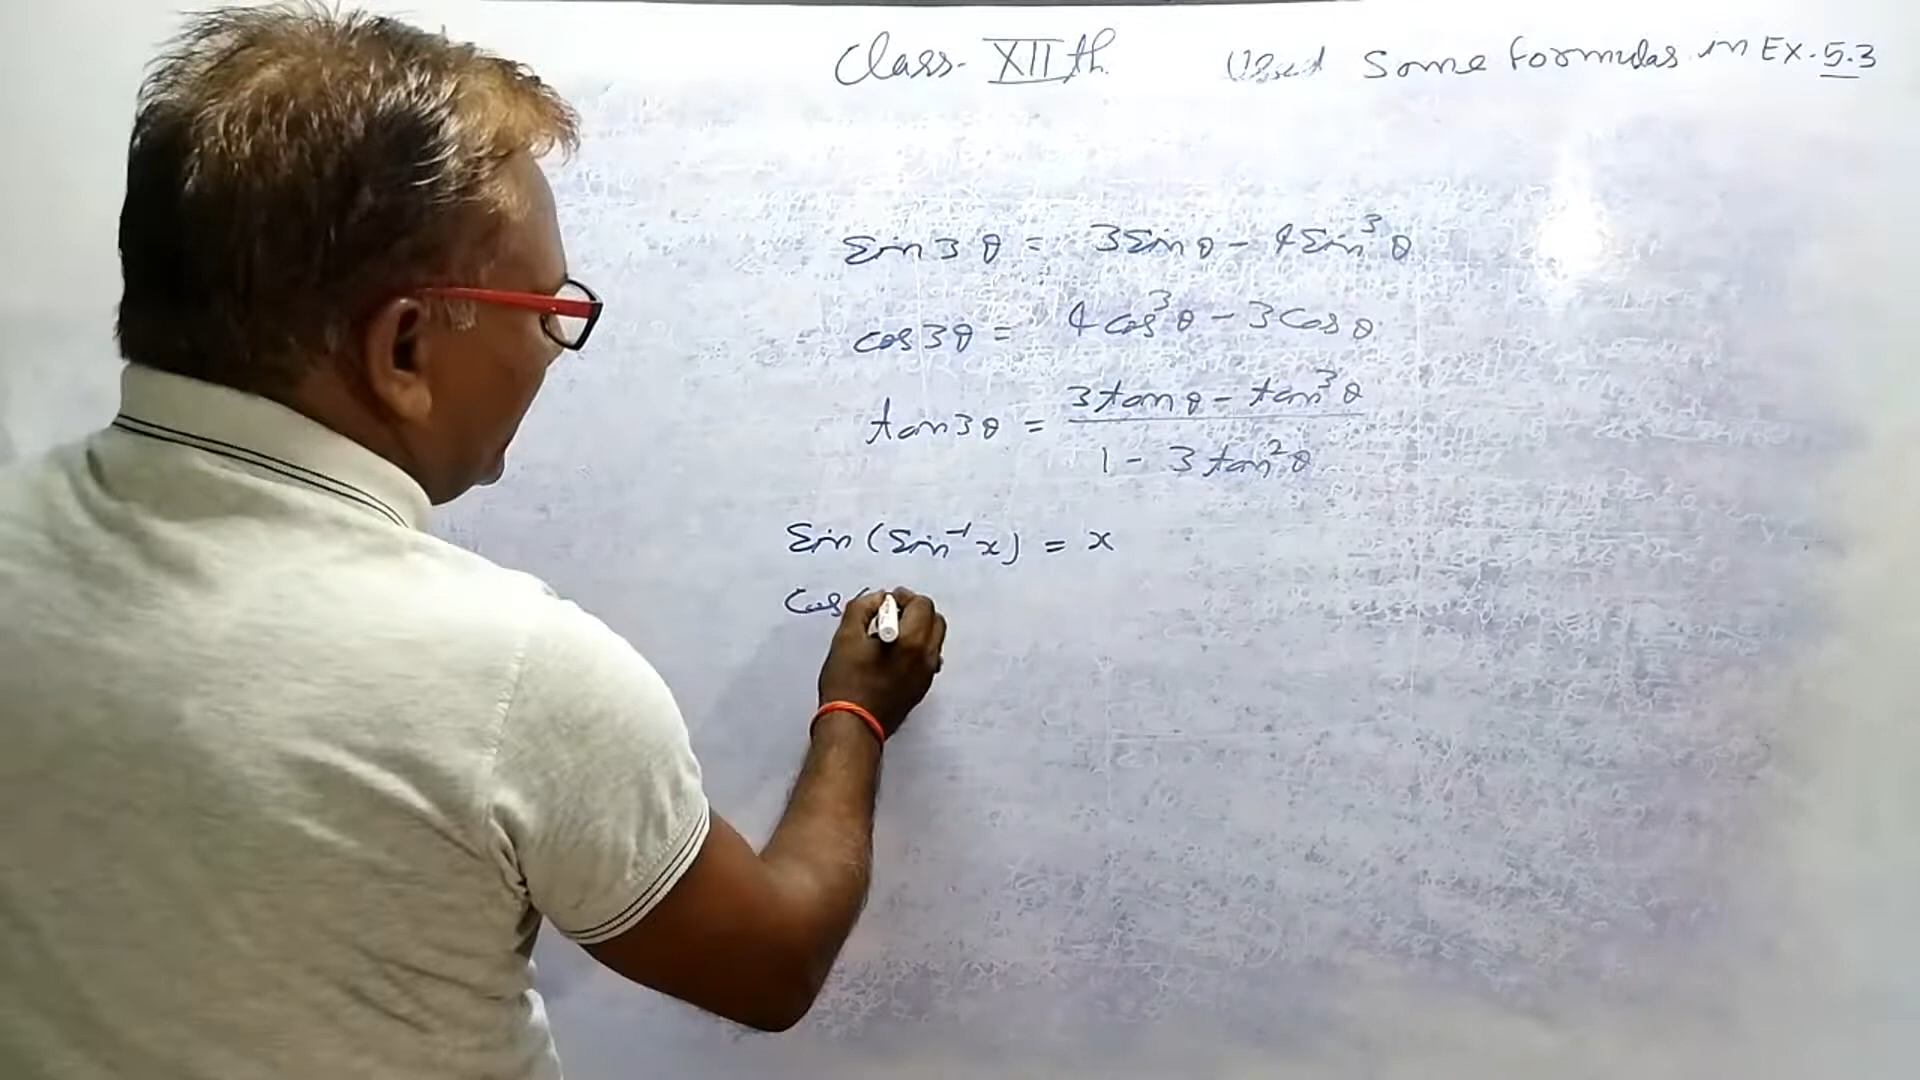 Class- XIIth Used Some formulas in EX.5.3
Sin3θ = 3Sinθ - 4Sin³θ
cos3θ = 4cos³θ - 3cosθ
tan3θ = 3tanθ - tan³θ
1 - 3tan²θ
Sin(Sin⁻¹x) = x
Cos(